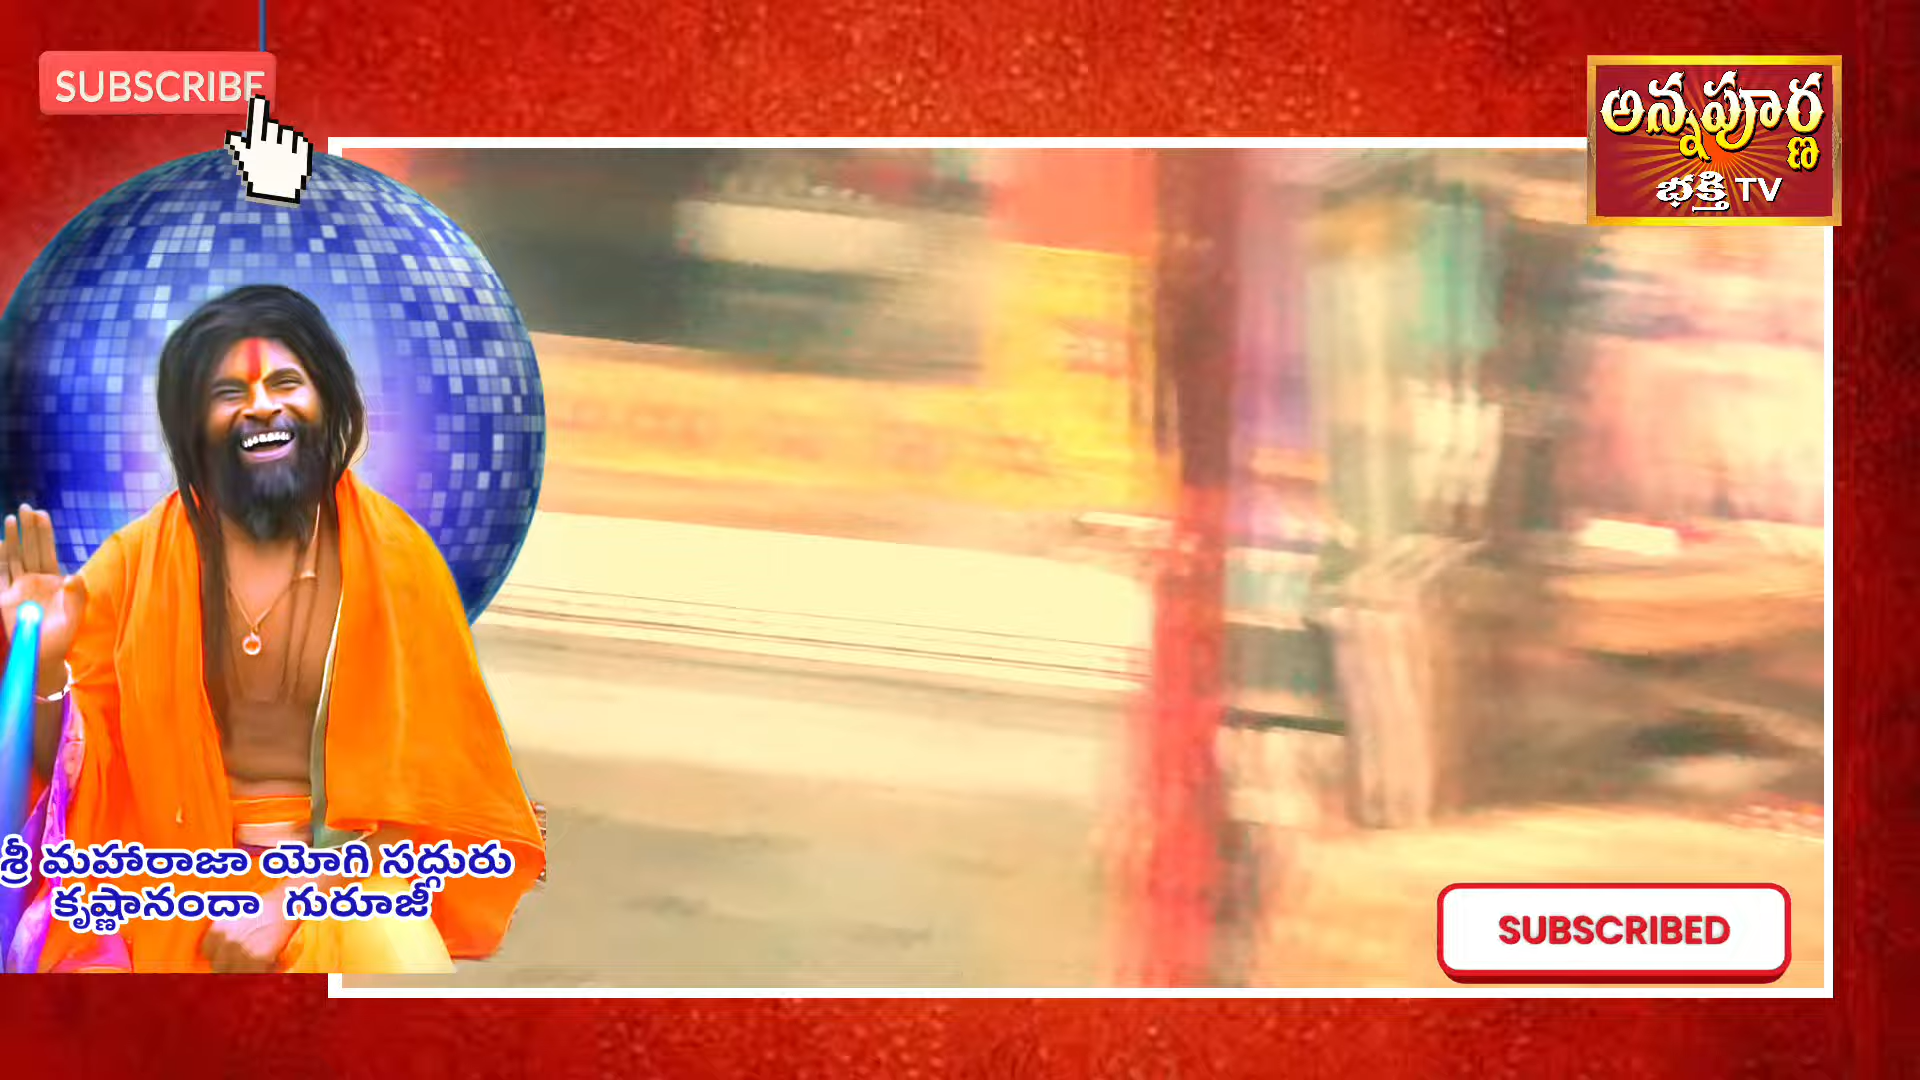 SUBSCRIBE
అన్నపూర్ణ
భక్తి TV
శ్రీ మహారాజా యోగి సద్గురు
కృష్ణానందా గురూజీ
SUBSCRIBED